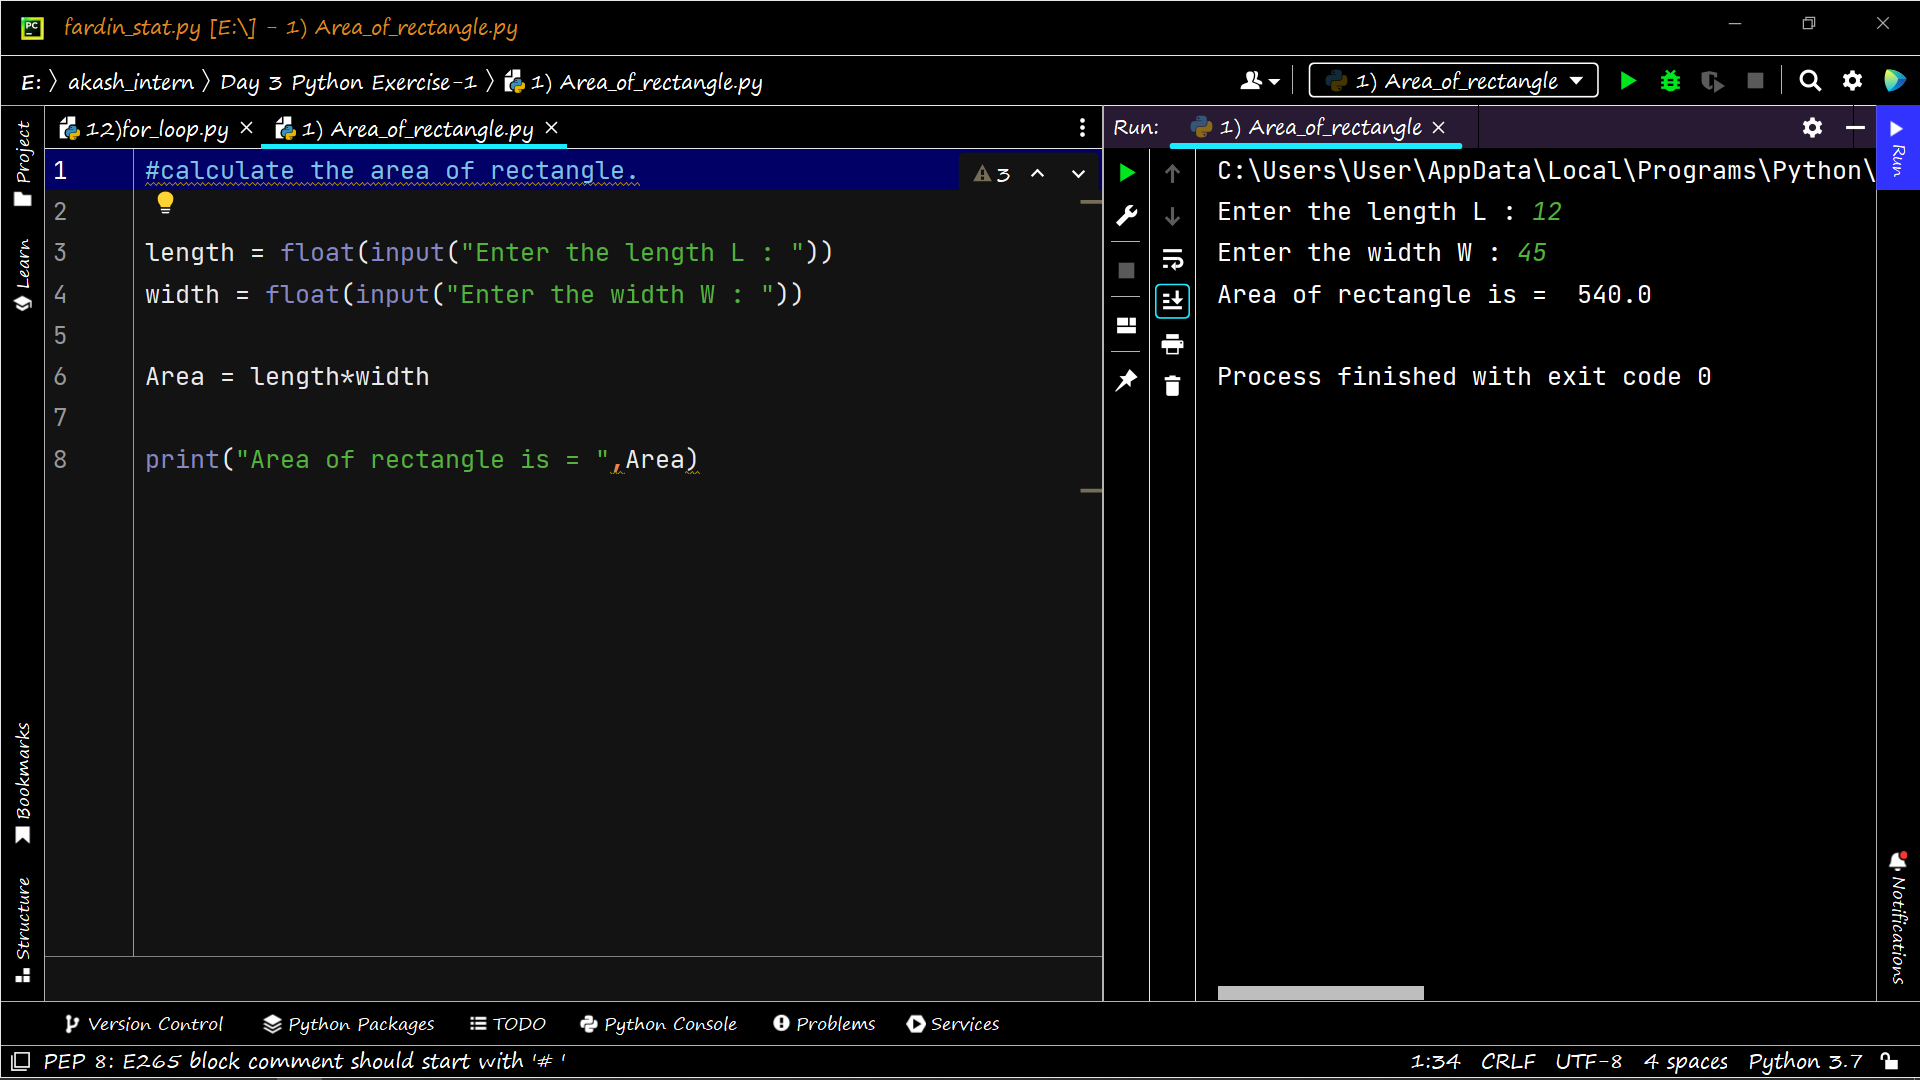 PC
fardin_stat.py [E:\] - 1) Area_of_rectangle.py
E: 〉 akash_intern 〉 Day 3 Python Exercise-1 〉 1) Area_of_rectangle.py
1) Area_of_rectangle
Project
Learn
Bookmarks
Structure
12)for_loop.py
1) Area_of_rectangle.py
3
1 #calculate the area of rectangle.
2
3 length = float(input("Enter the length L : "))
4 width = float(input("Enter the width W : "))
5
6 Area = length*width
7
8 print("Area of rectangle is = ",Area)
Run: 1) Area_of_rectangle
C:\Users\User\AppData\Local\Programs\Python\
Enter the length L : 12
Enter the width W : 45
Area of rectangle is =  540.0
Process finished with exit code 0
Run
Notifications
Version Control Python Packages TODO Python Console Problems Services
PEP 8: E265 block comment should start with '# '
1:34 CRLF UTF-8 4 spaces Python 3.7